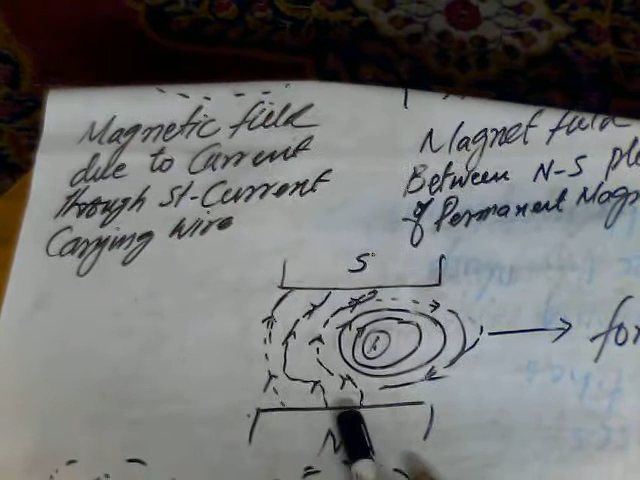 Magnetic field
due to Current
through St-Current
Carrying wire
Magnet field
Between N-S
of Permanent
S
N